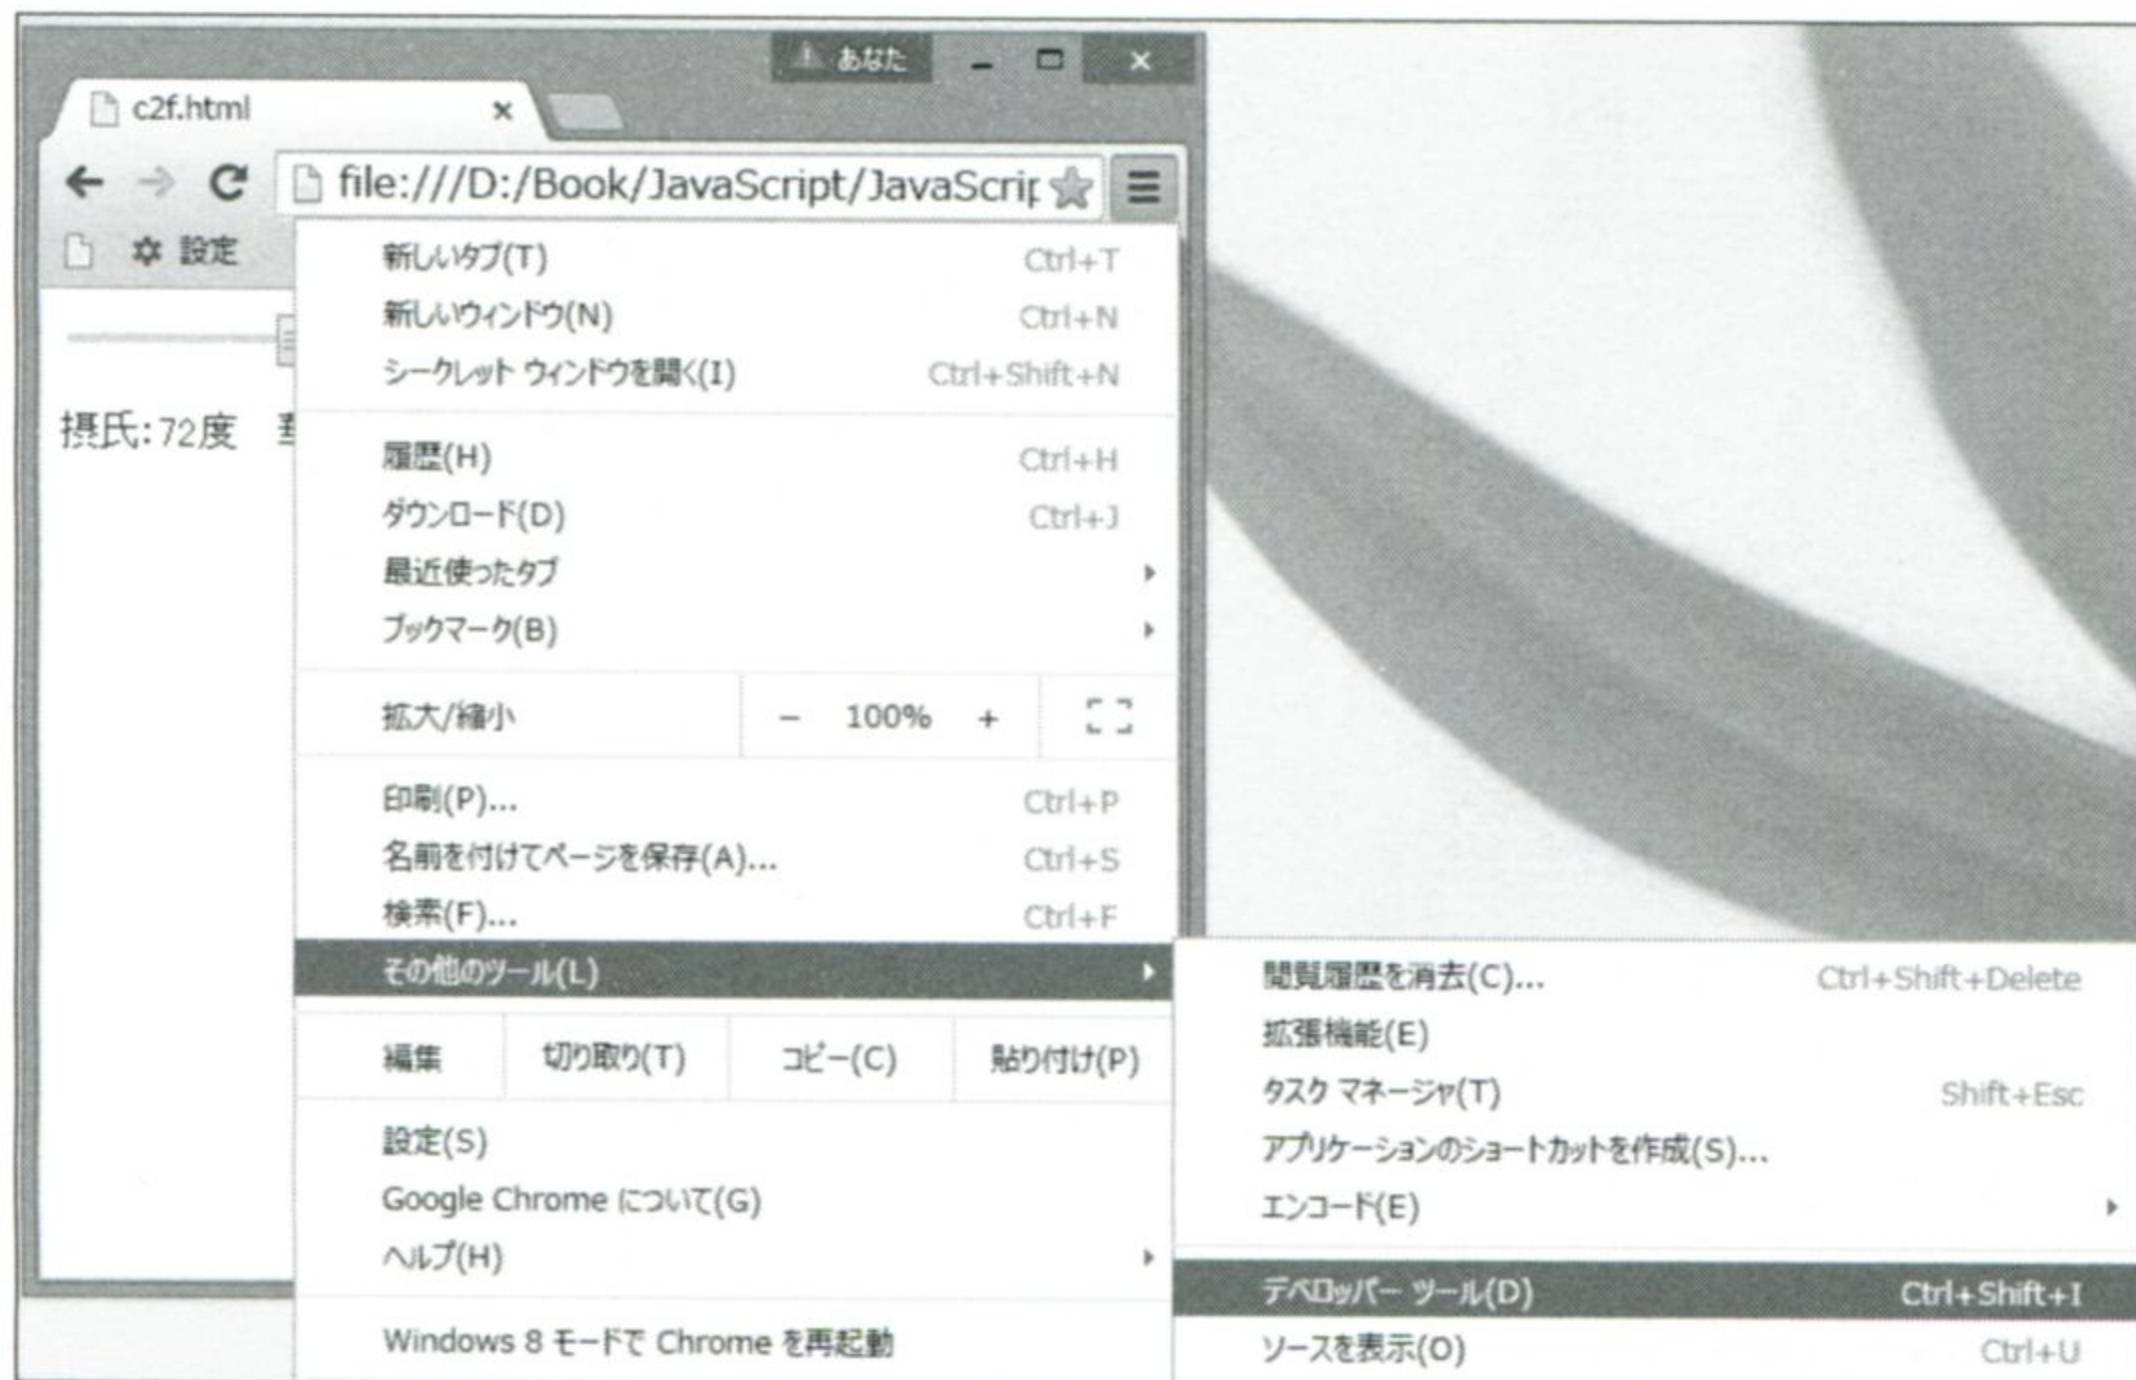 あなた
c2f.html
file:///D:/Book/JavaScript/JavaScrip
設定
摂氏:72度
新しいタブ(T) Ctrl+T
新しいウィンドウ(N) Ctrl+N
シークレット ウィンドウを開く(I) Ctrl+Shift+N
履歴(H) Ctrl+H
ダウンロード(D) Ctrl+J
最近使ったタブ
ブックマーク(B)
拡大/縮小 − 100% +
印刷(P)... Ctrl+P
名前を付けてページを保存(A)... Ctrl+S
検索(F)... Ctrl+F
その他のツール(L)
編集 切り取り(T) コピー(C) 貼り付け(P)
設定(S)
Google Chrome について(G)
ヘルプ(H)
Windows 8 モードで Chrome を再起動
閲覧履歴を消去(C)... Ctrl+Shift+Delete
拡張機能(E)
タスク マネージャ(T) Shift+Esc
アプリケーションのショートカットを作成(S)...
エンコード(E)
デベロッパー ツール(D) Ctrl+Shift+I
ソースを表示(O) Ctrl+U